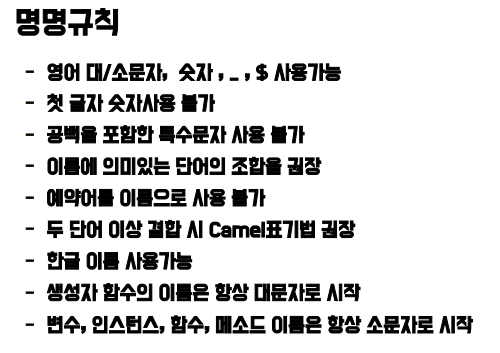 명명규칙
- 영어 대/소문자, 숫자 , _ , $ 사용가능
- 첫 글자 숫자사용 불가
- 공백을 포함한 특수문자 사용 불가
- 이름에 의미있는 단어의 조합을 권장
- 예약어를 이름으로 사용 불가
- 두 단어 이상 결합 시 Camel표기법 권장
- 한글 이름 사용가능
- 생성자 함수의 이름은 항상 대문자로 시작
- 변수, 인스턴스, 함수, 메소드 이름은 항상 소문자로 시작